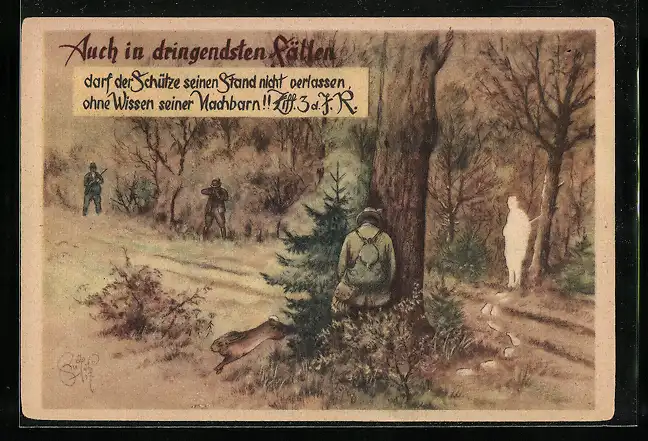 Auch in dringendsten Fällen
darf der Schütze seinen Stand nicht verlassen
ohne Wissen seiner Nachbarn!! Ziff. 3 d. J. R.